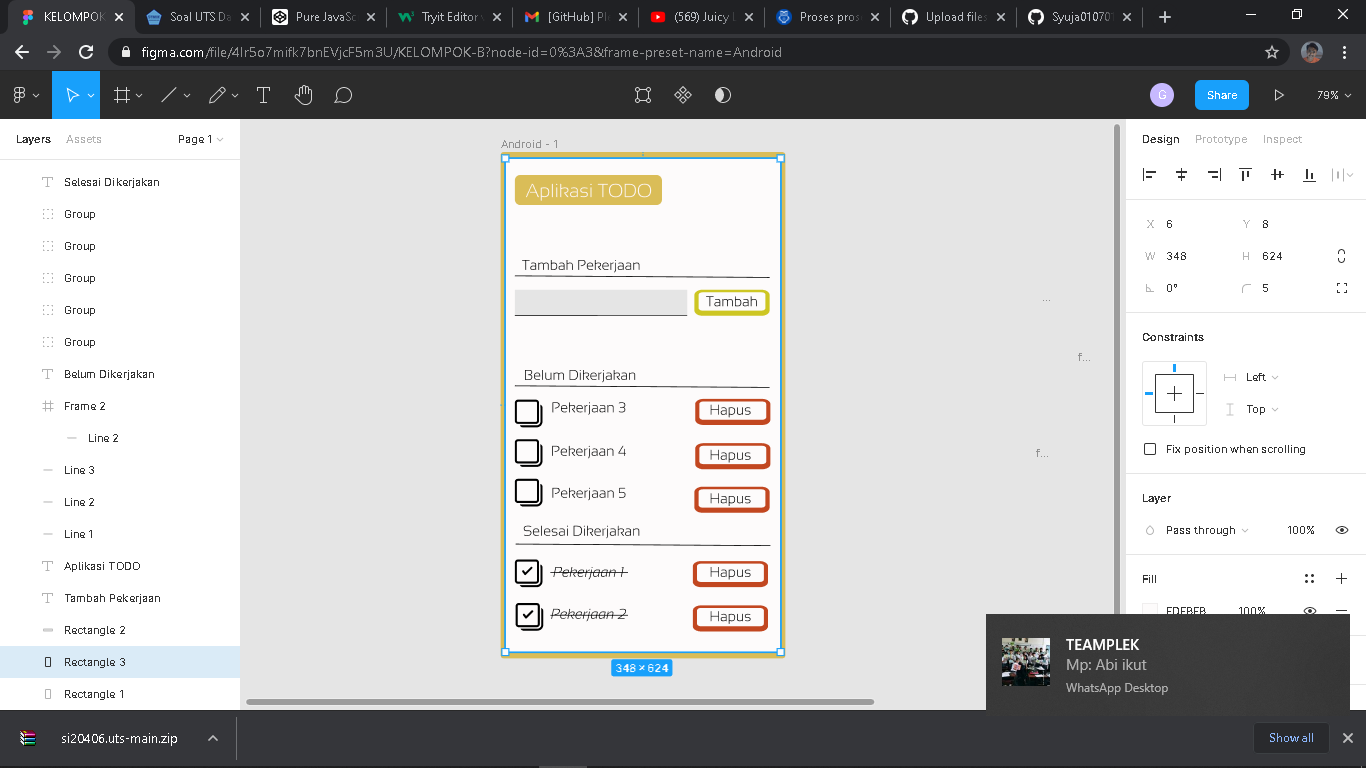 KELOMPOK
Soal UTS Da
Pure JavaSc
Tryit Editor v
[GitHub] Pl
(569) Juicy L
Proses pros
Upload files
Syuja010701
figma.com/file/4lr5o7mifk7bnEVjcF5m3U/KELOMPOK-B?node-id=0%3A3&frame-preset-name=Android
G
Share
79%
Layers
Assets
Page 1
Selesai Dikerjakan
Group
Group
Group
Group
Group
Belum Dikerjakan
Frame 2
Line 2
Line 3
Line 2
Line 1
Aplikasi TODO
Tambah Pekerjaan
Rectangle 2
Rectangle 3
Rectangle 1
Android - 1
Aplikasi TODO
Tambah Pekerjaan
Tambah
Belum Dikerjakan
Pekerjaan 3
Hapus
Pekerjaan 4
Hapus
Pekerjaan 5
Hapus
Selesai Dikerjakan
Pekerjaan 1
Hapus
Pekerjaan 2
Hapus
348 × 624
...
f...
f...
Design
Prototype
Inspect
X 6
Y 8
W 348
H 624
0°
5
Constraints
Left
Top
Fix position when scrolling
Layer
Pass through
100%
Fill
100%
TEAMPLEK
Mp: Abi ikut
WhatsApp Desktop
si20406.uts-main.zip
Show all